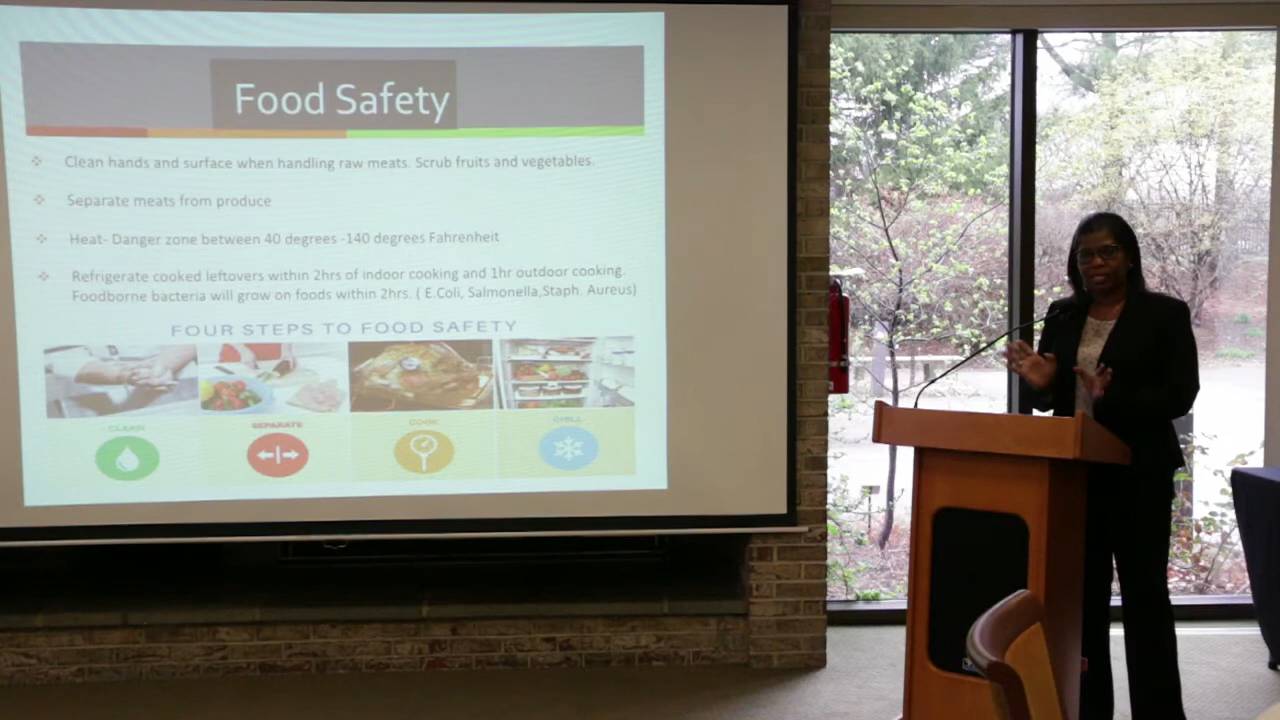 Food Safety
Clean hands and surface when handling raw meats. Scrub fruits and vegetables.
Separate meats from produce
Heat- Danger zone between 40 degrees -140 degrees Fahrenheit
Refrigerate cooked leftovers within 2hrs of indoor cooking and 1hr outdoor cooking.
Foodborne bacteria will grow on foods within 2hrs. ( E.Coli, Salmonella,Staph. Aureus)
FOUR STEPS TO FOOD SAFETY
CLEAN SEPARATE COOK CHILL